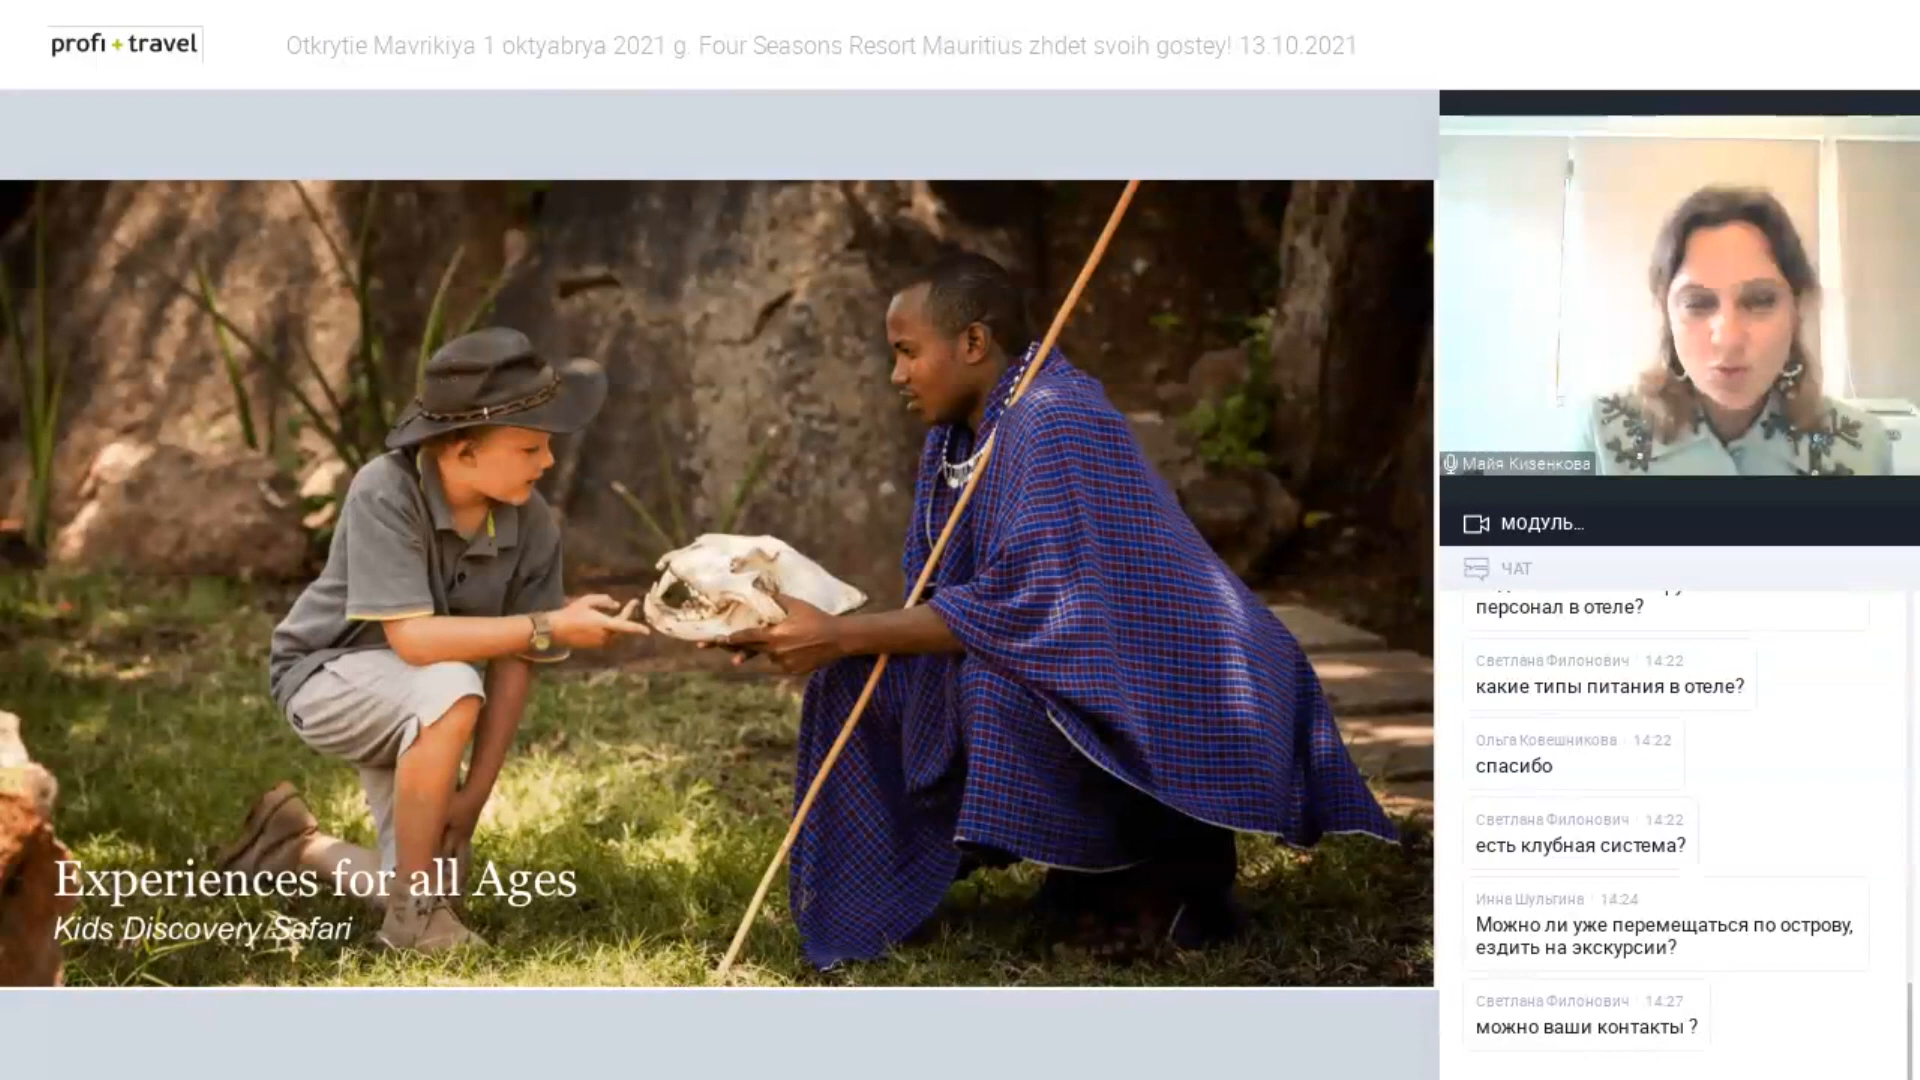 profi + travel
Otkrytie Mavrikiya 1 oktyabrya 2021 g. Four Seasons Resort Mauritius zhdet svoih gostey! 13.10.2021
Experiences for all Ages
Kids Discovery Safari
Майя Кизенкова
МОДУЛЬ...
ЧАТ
персонал в отеле?
Светлана Филонович 14:22
какие типы питания в отеле?
Ольга Ковешникова 14:22
спасибо
Светлана Филонович 14:22
есть клубная система?
Инна Шульгина 14:24
Можно ли уже перемещаться по острову,
ездить на экскурсии?
Светлана Филонович 14:27
можно ваши контакты ?